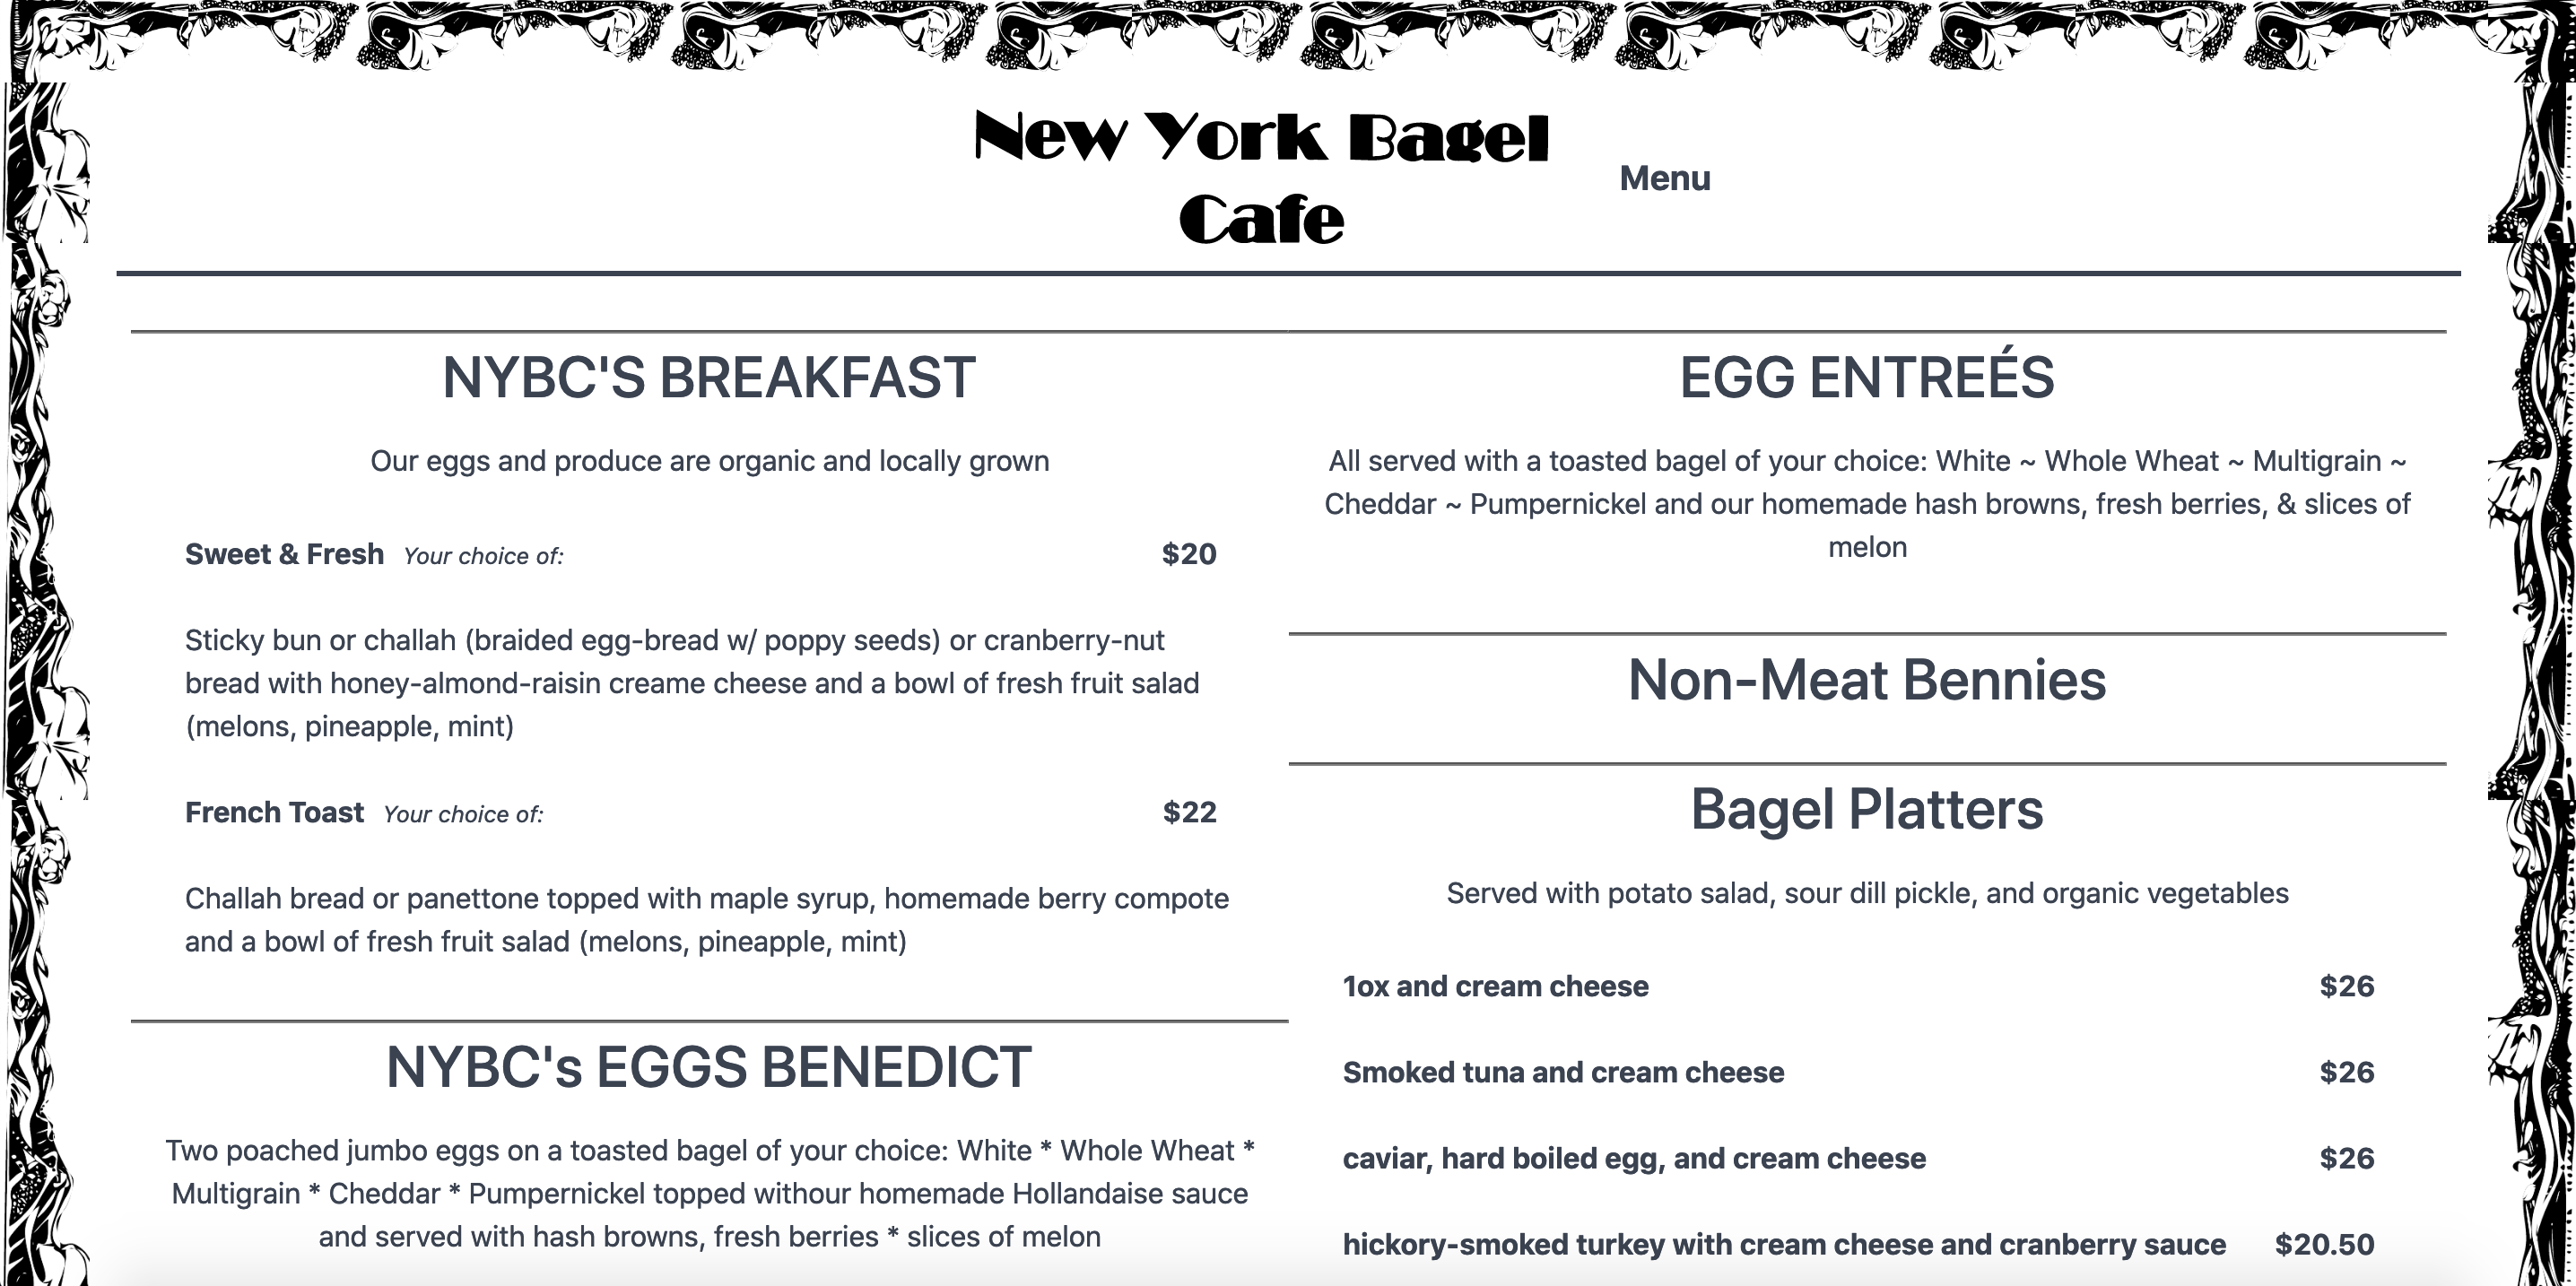 New York Bagel
Cafe
Menu
NYBC'S BREAKFAST
Our eggs and produce are organic and locally grown
Sweet & Fresh Your choice of: $20
Sticky bun or challah (braided egg-bread w/ poppy seeds) or cranberry-nut
bread with honey-almond-raisin creame cheese and a bowl of fresh fruit salad
(melons, pineapple, mint)
French Toast Your choice of: $22
Challah bread or panettone topped with maple syrup, homemade berry compote
and a bowl of fresh fruit salad (melons, pineapple, mint)
NYBC's EGGS BENEDICT
Two poached jumbo eggs on a toasted bagel of your choice: White * Whole Wheat *
Multigrain * Cheddar * Pumpernickel topped withour homemade Hollandaise sauce
and served with hash browns, fresh berries * slices of melon
EGG ENTREÉS
All served with a toasted bagel of your choice: White ~ Whole Wheat ~ Multigrain ~
Cheddar ~ Pumpernickel and our homemade hash browns, fresh berries, & slices of
melon
Non-Meat Bennies
Bagel Platters
Served with potato salad, sour dill pickle, and organic vegetables
1ox and cream cheese $26
Smoked tuna and cream cheese $26
caviar, hard boiled egg, and cream cheese $26
hickory-smoked turkey with cream cheese and cranberry sauce $20.50